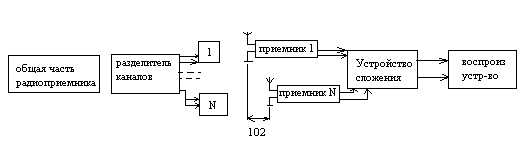 общая часть
радиоприемника
разделитель
каналов
1
N
приемник 1
приемник N
102
Устройство
сложения
воспроиз
устр-во